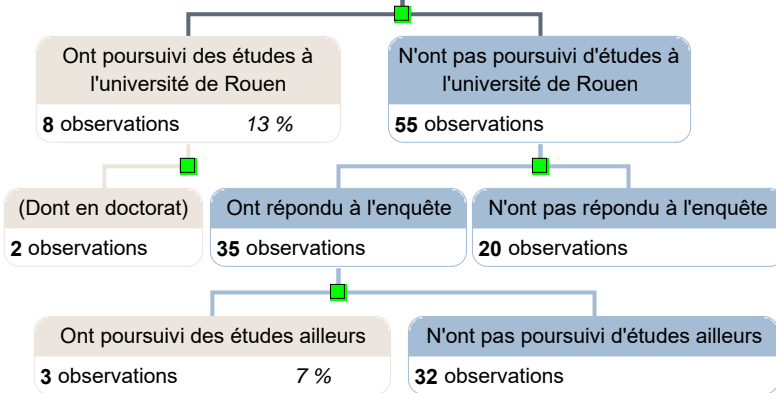 Ont poursuivi des études à
l'université de Rouen
8 observations 13 %
N'ont pas poursuivi d'études à
l'université de Rouen
55 observations
(Dont en doctorat)
2 observations
Ont répondu à l'enquête
35 observations
N'ont pas répondu à l'enquête
20 observations
Ont poursuivi des études ailleurs
3 observations 7 %
N'ont pas poursuivi d'études ailleurs
32 observations